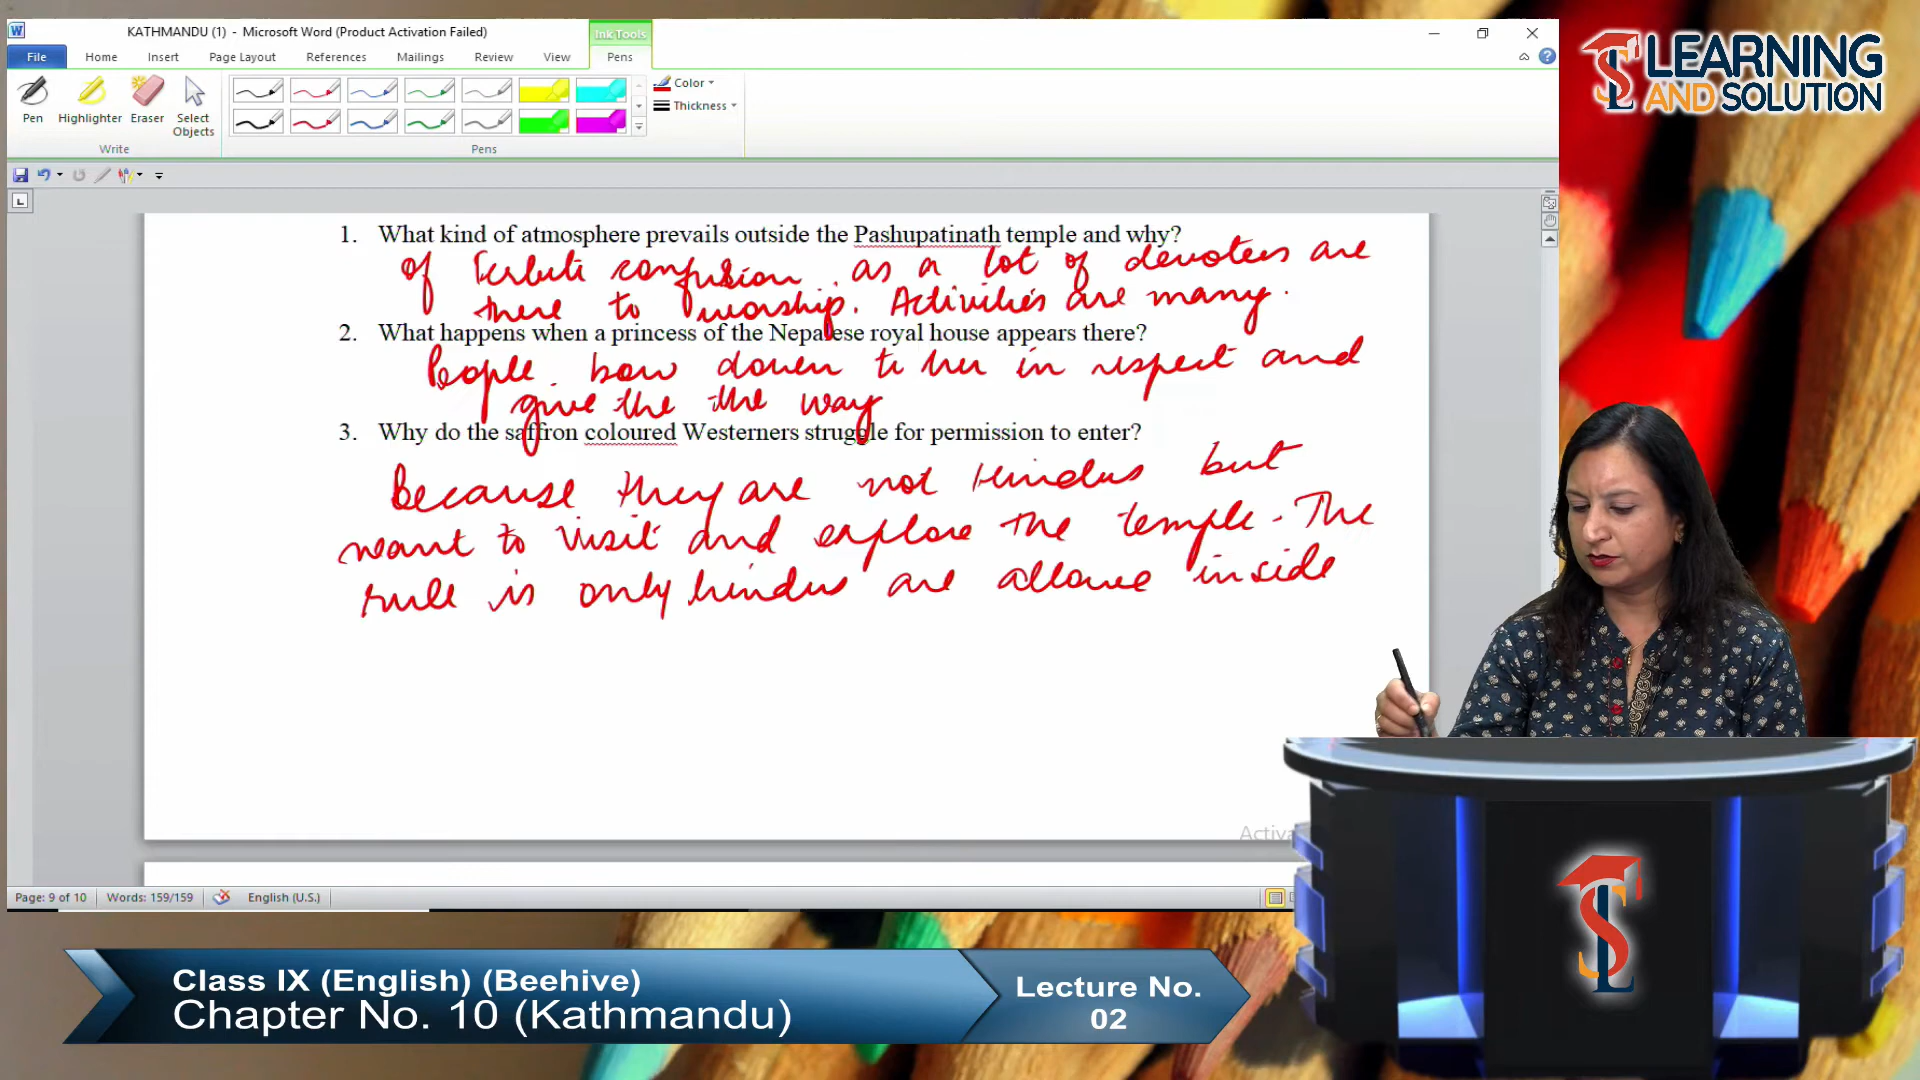 KATHMANDU (1) - Microsoft Word (Product Activation Failed)
Ink Tools
File Home Insert Page Layout References Mailings Review View Pens
Pen Highlighter Eraser Select Objects
Color
Thickness
Write Pens
LEARNING
AND SOLUTION
1. What kind of atmosphere prevails outside the Pashupatinath temple and why?
of confusion as a lot of devotees are
there to worship. Activities are many.
2. What happens when a princess of the Nepalese royal house appears there?
People bow down to her in respect and
give the the way
3. Why do the saffron coloured Westerners struggle for permission to enter?
Because they are not Hindus but
want to visit and explore the temple. The
rule is only hindus are allowe inside
Activa
Page: 9 of 10 Words: 159/159 English (U.S.)
Class IX (English) (Beehive)
Chapter No. 10 (Kathmandu)
Lecture No.
02